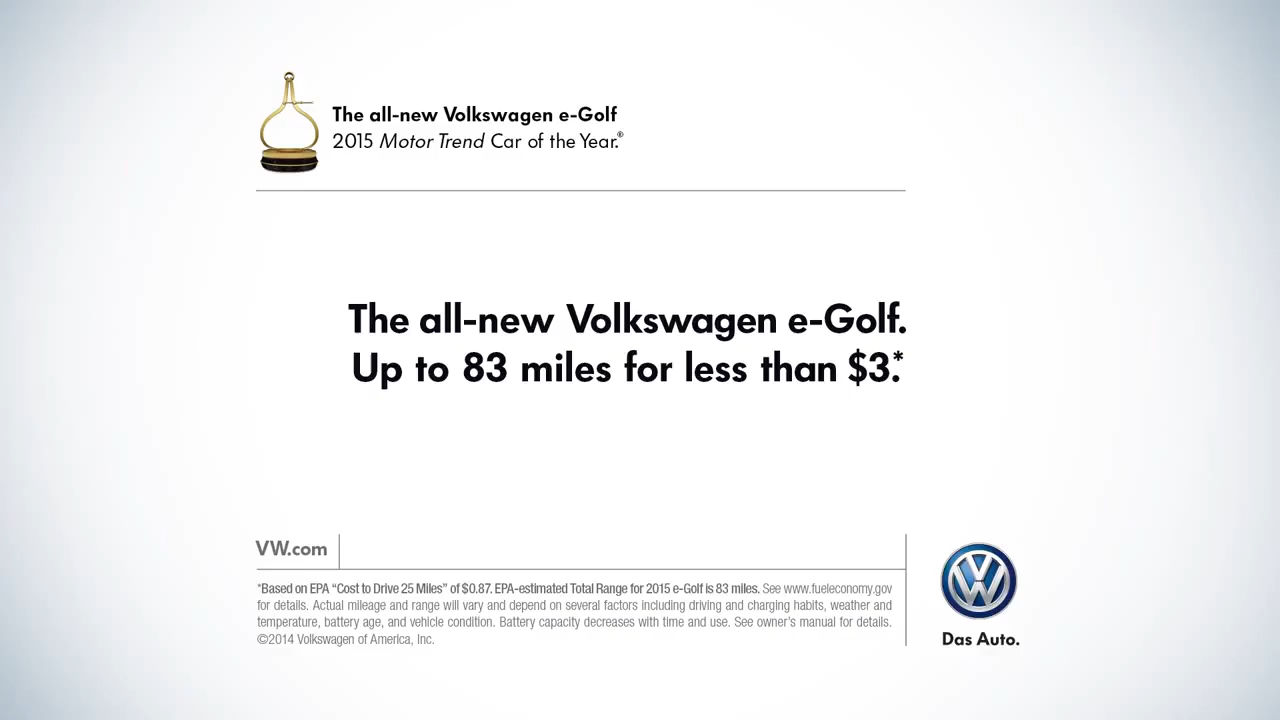 The all-new Volkswagen e-Golf
2015 Motor Trend Car of the Year.®
The all-new Volkswagen e-Golf.
Up to 83 miles for less than $3.*
VW.com
*Based on EPA “Cost to Drive 25 Miles” of $0.87. EPA-estimated Total Range for 2015 e-Golf is 83 miles. See www.fueleconomy.gov
for details. Actual mileage and range will vary and depend on several factors including driving and charging habits, weather and
temperature, battery age, and vehicle condition. Battery capacity decreases with time and use. See owner’s manual for details.
©2014 Volkswagen of America, Inc.
Das Auto.